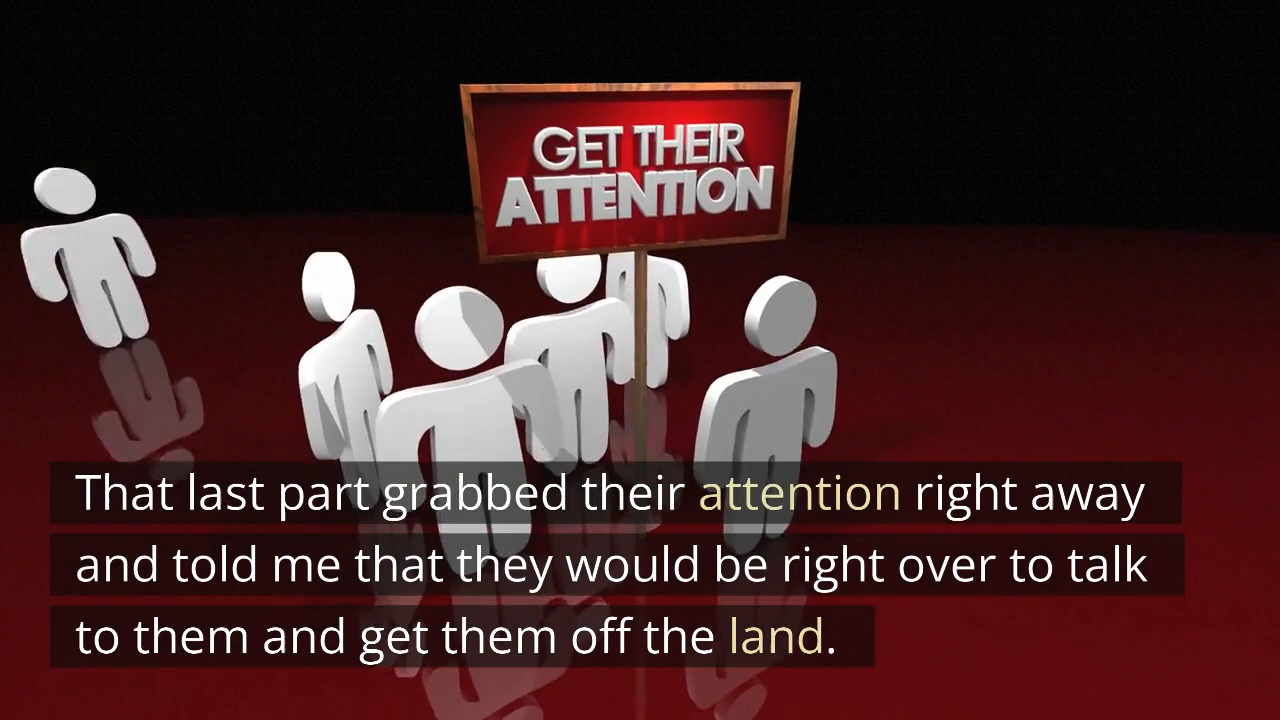 GET THEIR
ATTENTION
That last part grabbed their attention right away
and told me that they would be right over to talk
to them and get them off the land.